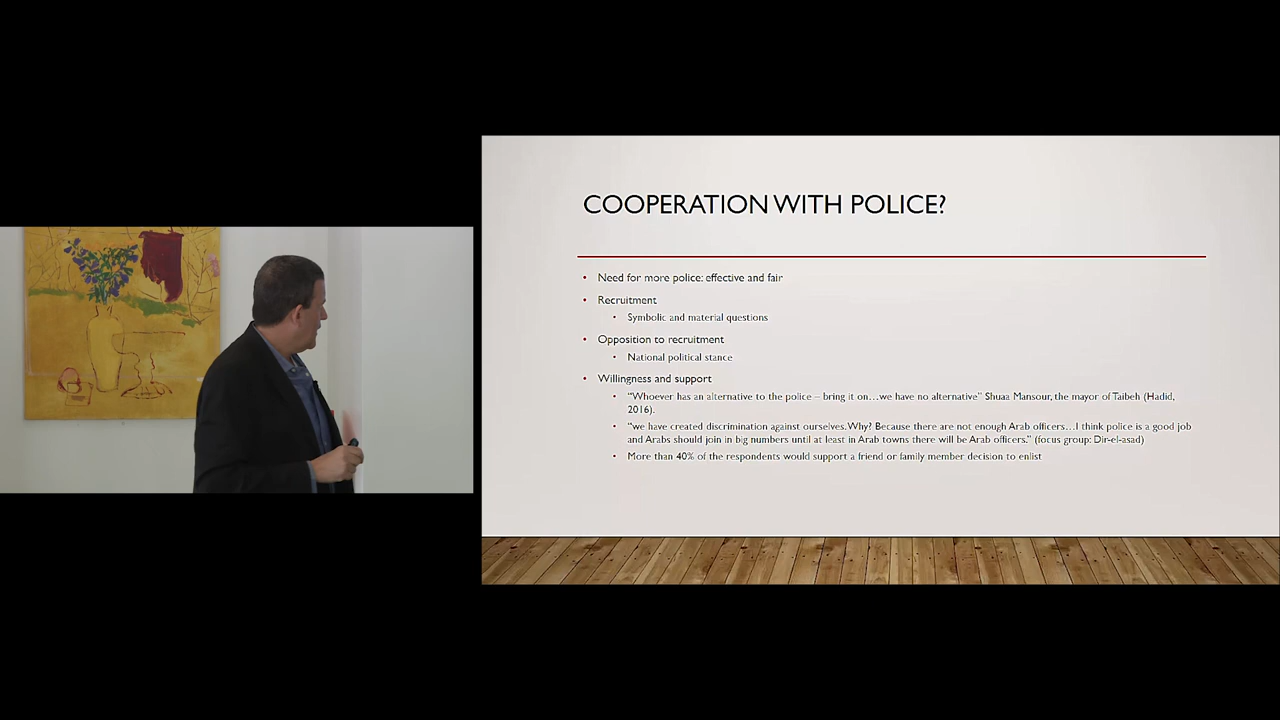 COOPERATION WITH POLICE?
• Need for more police: effective and fair
• Recruitment
• Symbolic and material questions
• Opposition to recruitment
• National political stance
• Willingness and support
• “Whoever has an alternative to the police – bring it on…we have no alternative” Shuaa Mansour, the mayor of Taibeh (Hadid,
2016).
• “we have created discrimination against ourselves. Why? Because there are not enough Arab officers…I think police is a good job
and Arabs should join in big numbers until at least in Arab towns there will be Arab officers.” (focus group: Dir-el-asad)
• More than 40% of the respondents would support a friend or family member decision to enlist